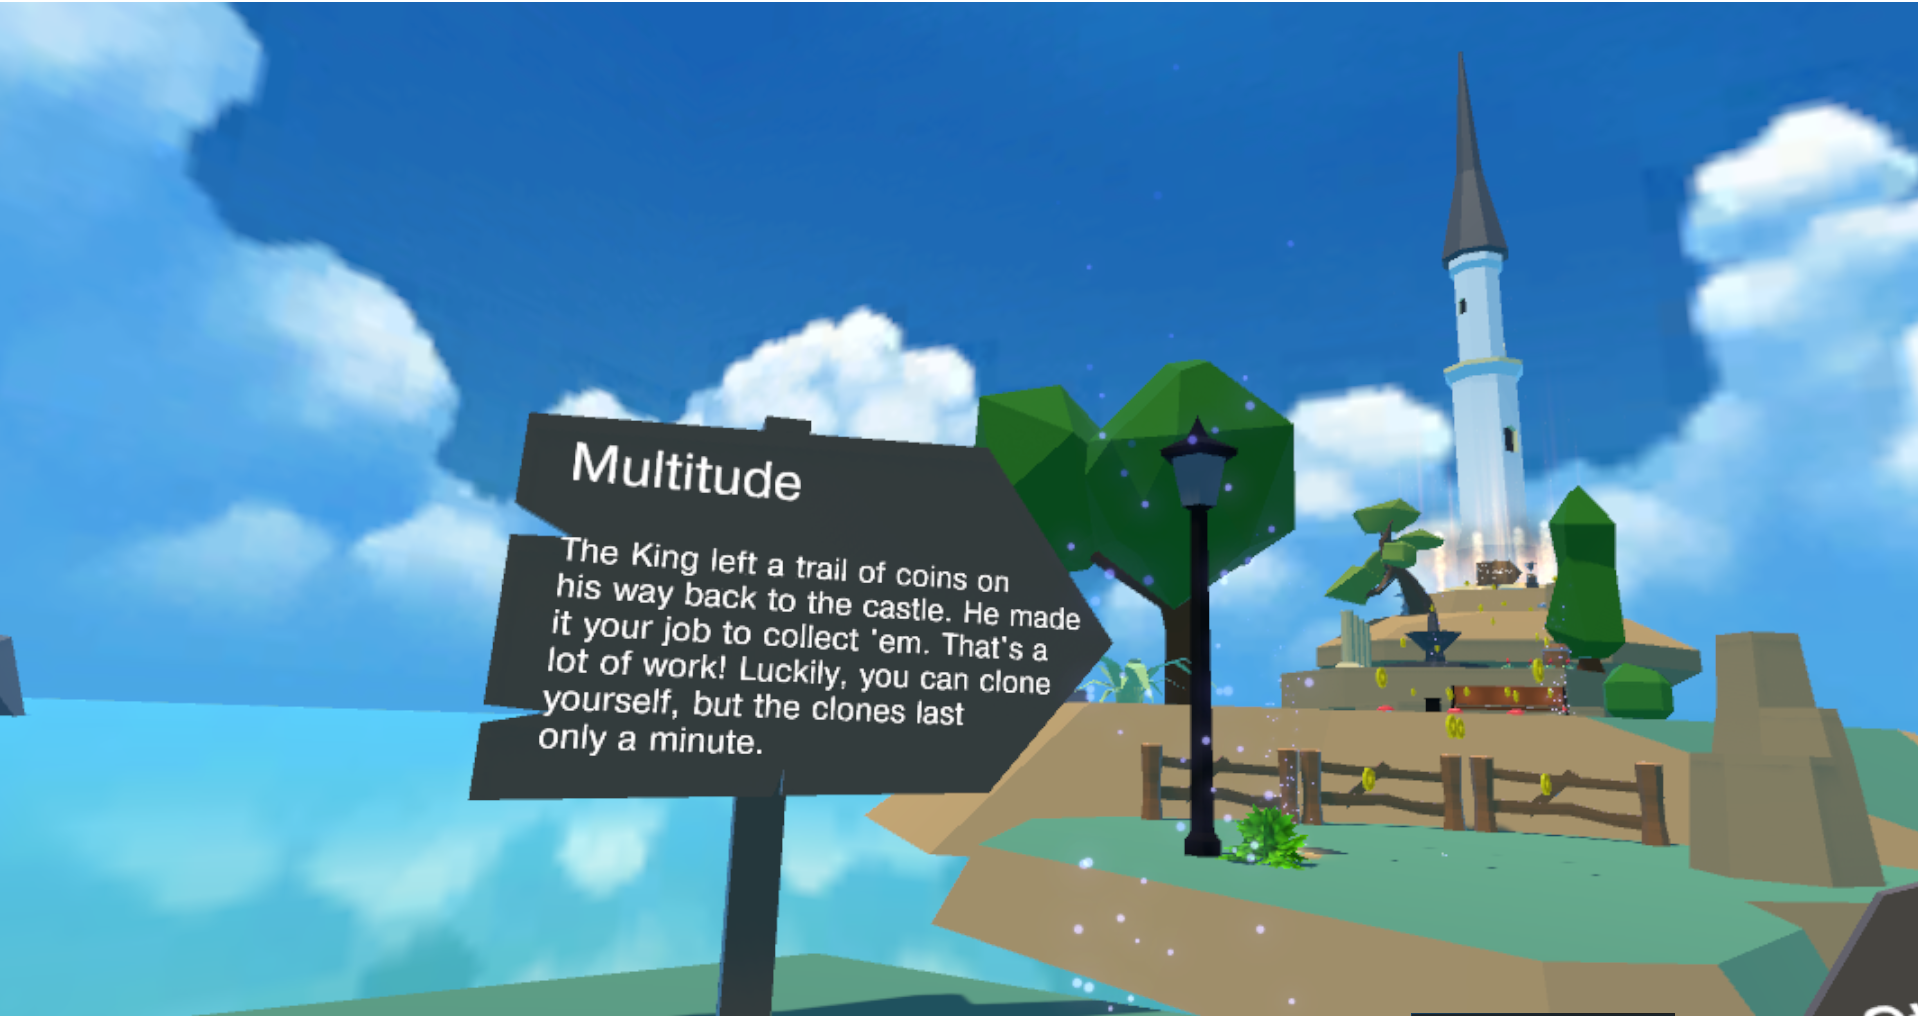 Multitude
The King left a trail of coins on
his way back to the castle. He made
it your job to collect 'em. That's a
lot of work! Luckily, you can clone
yourself, but the clones last
only a minute.